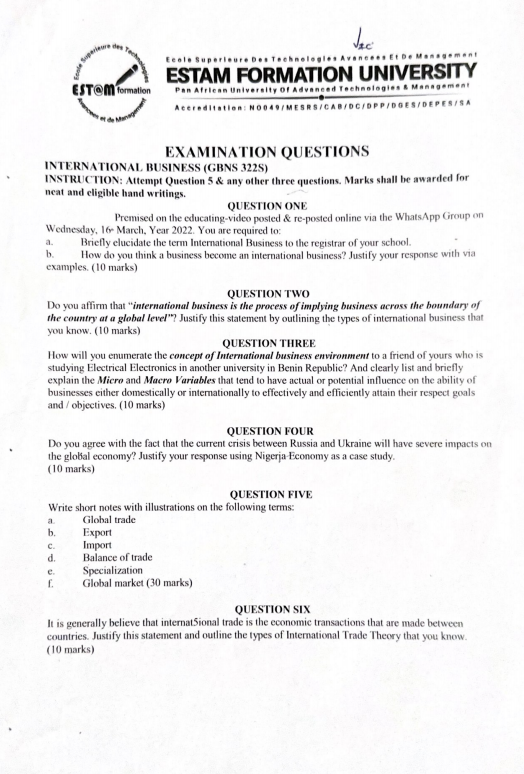 Ecole Superieure Des Technologies Avancees Et De Management
ESTAM FORMATION UNIVERSITY
Pan African University Of Advanced Technologies & Management
Accreditation: N0049/MESRS/CAB/DC/DPP/DGES/DEPES/SA
Ecole Superieure des Technologies
EST@M formation
Avancees et de Management
EXAMINATION QUESTIONS
INTERNATIONAL BUSINESS (GBNS 322S)
INSTRUCTION: Attempt Question 5 & any other three questions. Marks shall be awarded for
neat and eligible hand writings.
QUESTION ONE
Premised on the educating-video posted & re-posted online via the WhatsApp Group on
Wednesday, 16th March, Year 2022. You are required to:
a. Briefly elucidate the term International Business to the registrar of your school.
b. How do you think a business become an international business? Justify your response with via
examples. (10 marks)
QUESTION TWO
Do you affirm that "international business is the process of implying business across the boundary of
the country at a global level"? Justify this statement by outlining the types of international business that
you know. (10 marks)
QUESTION THREE
How will you enumerate the concept of International business environment to a friend of yours who is
studying Electrical Electronics in another university in Benin Republic? And clearly list and briefly
explain the Micro and Macro Variables that tend to have actual or potential influence on the ability of
businesses either domestically or internationally to effectively and efficiently attain their respect goals
and / objectives. (10 marks)
QUESTION FOUR
Do you agree with the fact that the current crisis between Russia and Ukraine will have severe impacts on
the global economy? Justify your response using Nigeria-Economy as a case study.
(10 marks)
QUESTION FIVE
Write short notes with illustrations on the following terms:
a. Global trade
b. Export
c. Import
d. Balance of trade
e. Specialization
f. Global market (30 marks)
QUESTION SIX
It is generally believe that internat5ional trade is the economic transactions that are made between
countries. Justify this statement and outline the types of International Trade Theory that you know.
(10 marks)